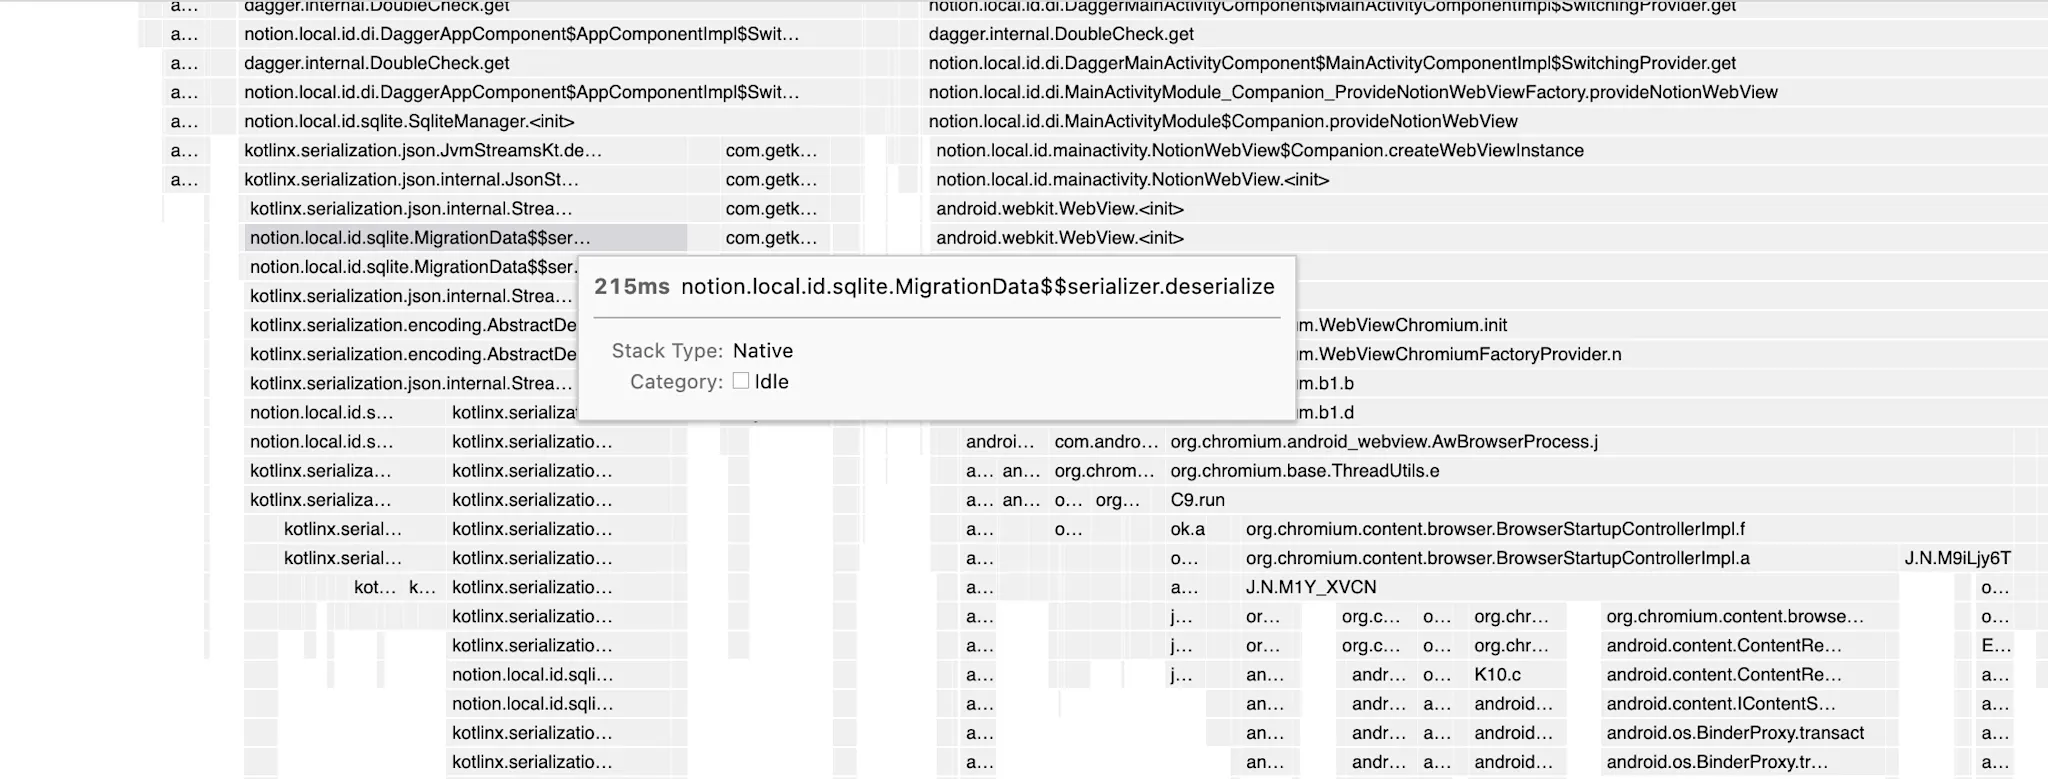 a… dagger.internal.DoubleCheck.get notion.local.id.di.DaggerMainActivityComponent$MainActivityComponentImpl$SwitchingProvider.get
a… notion.local.id.di.DaggerAppComponent$AppComponentImpl$Swit… dagger.internal.DoubleCheck.get
a… dagger.internal.DoubleCheck.get notion.local.id.di.DaggerMainActivityComponent$MainActivityComponentImpl$SwitchingProvider.get
a… notion.local.id.di.DaggerAppComponent$AppComponentImpl$Swit… notion.local.id.di.MainActivityModule_Companion_ProvideNotionWebViewFactory.provideNotionWebView
a… notion.local.id.sqlite.SqliteManager.<init> notion.local.id.di.MainActivityModule$Companion.provideNotionWebView
a… kotlinx.serialization.json.JvmStreamsKt.de… com.getk… notion.local.id.mainactivity.NotionWebView$Companion.createWebViewInstance
a… kotlinx.serialization.json.internal.JsonSt… com.getk… notion.local.id.mainactivity.NotionWebView.<init>
kotlinx.serialization.json.internal.Strea… com.getk… android.webkit.WebView.<init>
notion.local.id.sqlite.MigrationData$$ser… com.getk… android.webkit.WebView.<init>
notion.local.id.sqlite.MigrationData$$ser.
215ms notion.local.id.sqlite.MigrationData$$serializer.deserialize
Stack Type: Native
Category: Idle
kotlinx.serialization.json.internal.Strea…
kotlinx.serialization.encoding.AbstractDe m.WebViewChromium.init
kotlinx.serialization.encoding.AbstractDe m.WebViewChromiumFactoryProvider.n
kotlinx.serialization.json.internal.Strea… m.b1.b
notion.local.id.s… kotlinx.serializa m.b1.d
notion.local.id.s… kotlinx.serializatio… androi… com.andro… org.chromium.android_webview.AwBrowserProcess.j
kotlinx.serializa… kotlinx.serializatio… a… an… org.chrom… org.chromium.base.ThreadUtils.e
kotlinx.serializa… kotlinx.serializatio… a… an… o… org… C9.run
kotlinx.serial… kotlinx.serializatio… a… o… ok.a org.chromium.content.browser.BrowserStartupControllerImpl.f
kotlinx.serial… kotlinx.serializatio… a… o… org.chromium.content.browser.BrowserStartupControllerImpl.a J.N.M9iLjy6T
kot… k… kotlinx.serializatio… a… a… J.N.M1Y_XVCN o…
kotlinx.serializatio… a… j… or… org.c… o… org.chr… org.chromium.content.browse… o…
kotlinx.serializatio… a… j… or… org.c… o… org.chr… android.content.ContentRe… E…
notion.local.id.sqli… a… j… an… andr… o… K10.c android.content.ContentRe… a…
notion.local.id.sqli… a… an… andr… a… android… android.content.IContentS… a…
kotlinx.serializatio… a… an… andr… a… android… android.os.BinderProxy.transact a…
kotlinx.serializatio… a… an… andr… a… android… android.os.BinderProxy.tr… a…